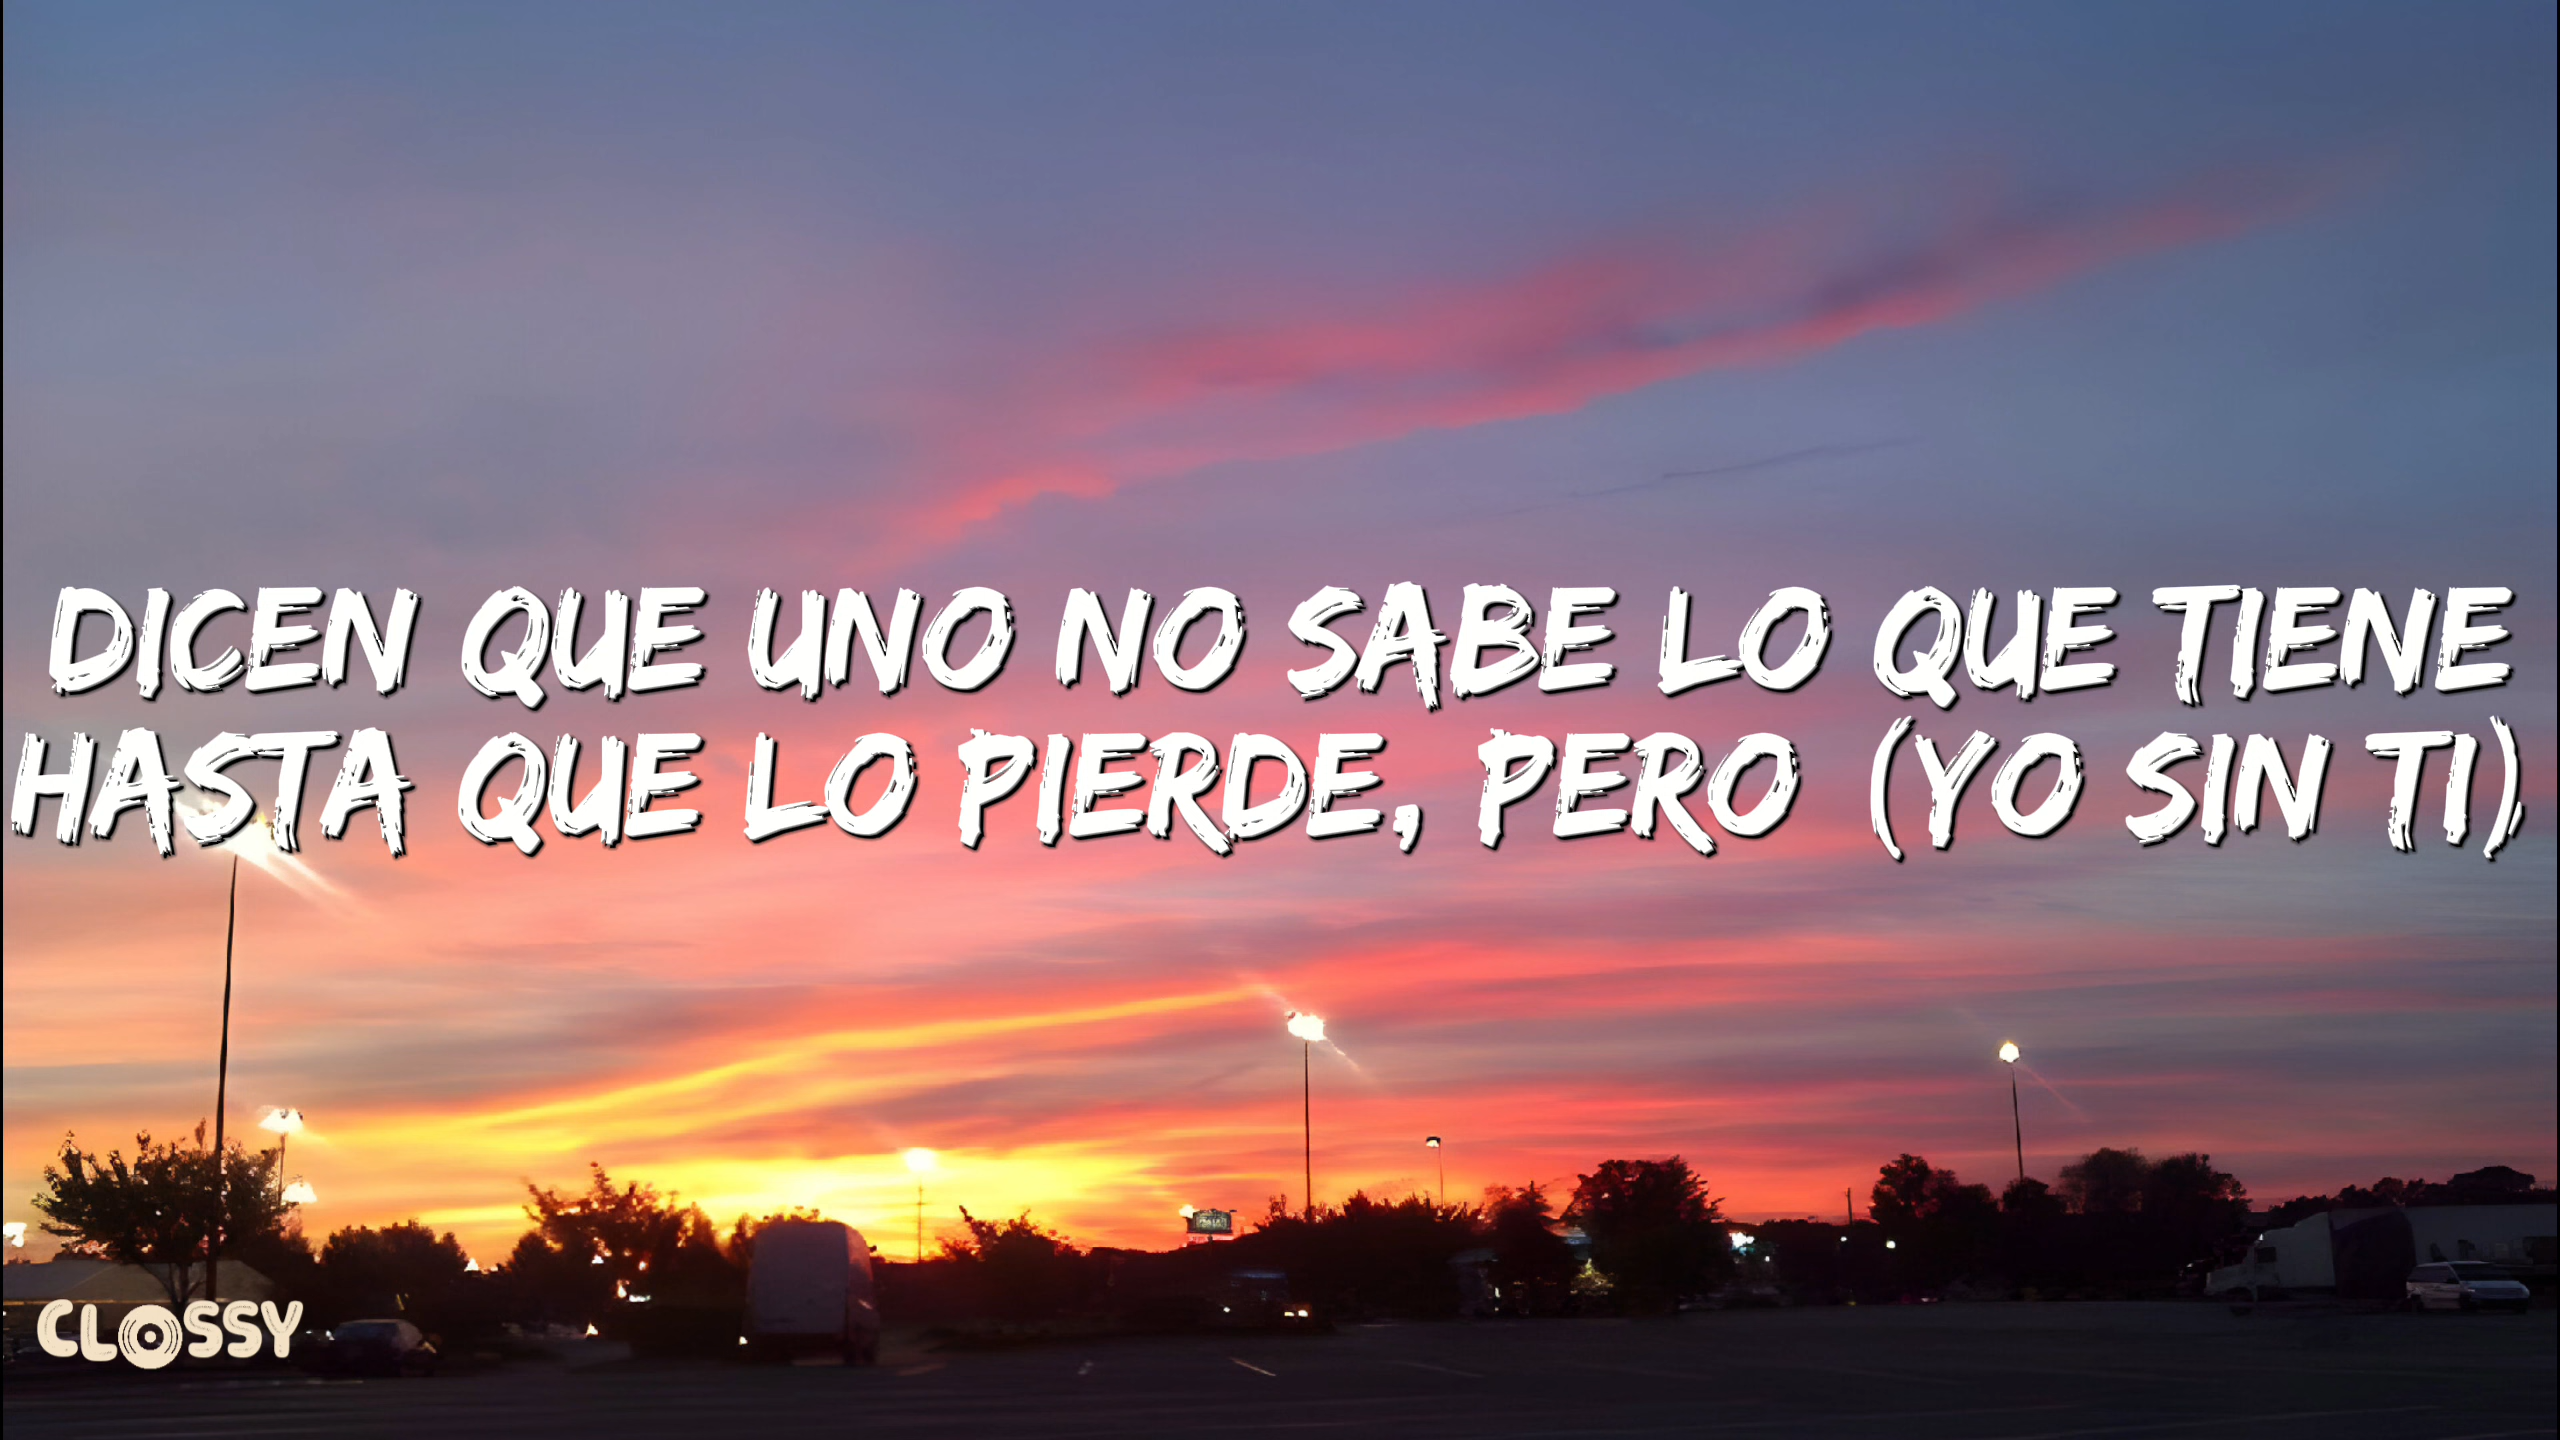 DICEN QUE UNO NO SABE LO QUE TIENE
HASTA QUE LO PIERDE, PERO (YO SIN TI)
CLOSSY